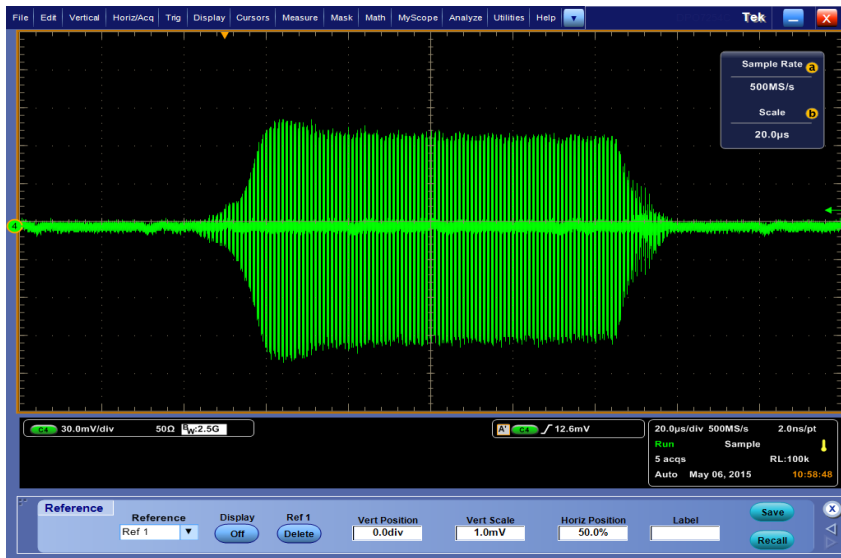 File Edit Vertical Horiz/Acq Trig Display Cursors Measure Mask Math MyScope Analyze Utilities Help Tek X
Sample Rate a
500MS/s
Scale b
20.0µs
4
C4 30.0mV/div 50Ω BW:2.5G
A' C4 12.6mV
20.0µs/div 500MS/s 2.0ns/pt
Run Sample
5 acqs RL:100k
Auto May 06, 2015 10:58:48
Reference
Reference Display Ref 1 Vert Position Vert Scale Horiz Position Label Save
Ref 1 Off Delete 0.0div 1.0mV 50.0% Recall
X